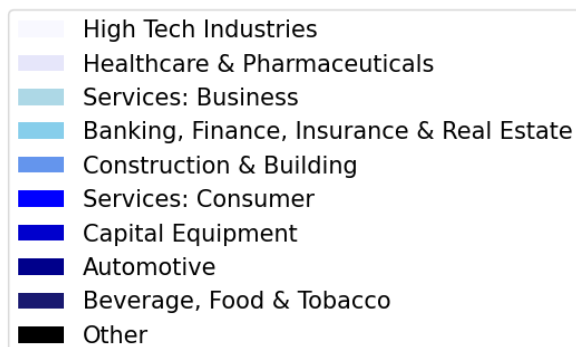 High Tech Industries
Healthcare & Pharmaceuticals
Services: Business
Banking, Finance, Insurance & Real Estate
Construction & Building
Services: Consumer
Capital Equipment
Automotive
Beverage, Food & Tobacco
Other